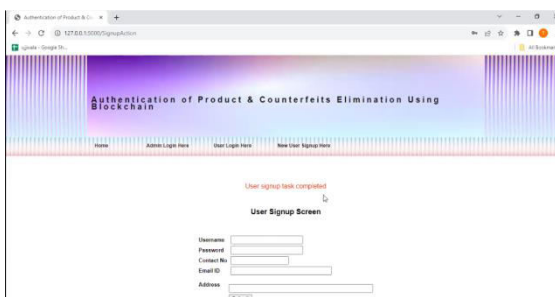 Authentication of Product & C
127.0.0.1:8000/SignupAction
All Bookmarks
Authentication of Product & Counterfeits Elimination Using
Blockchain
Home Admin Login Here User Login Here New User Signup Here
User signup task completed
User Signup Screen
Username
Password
Contact No
Email ID
Address